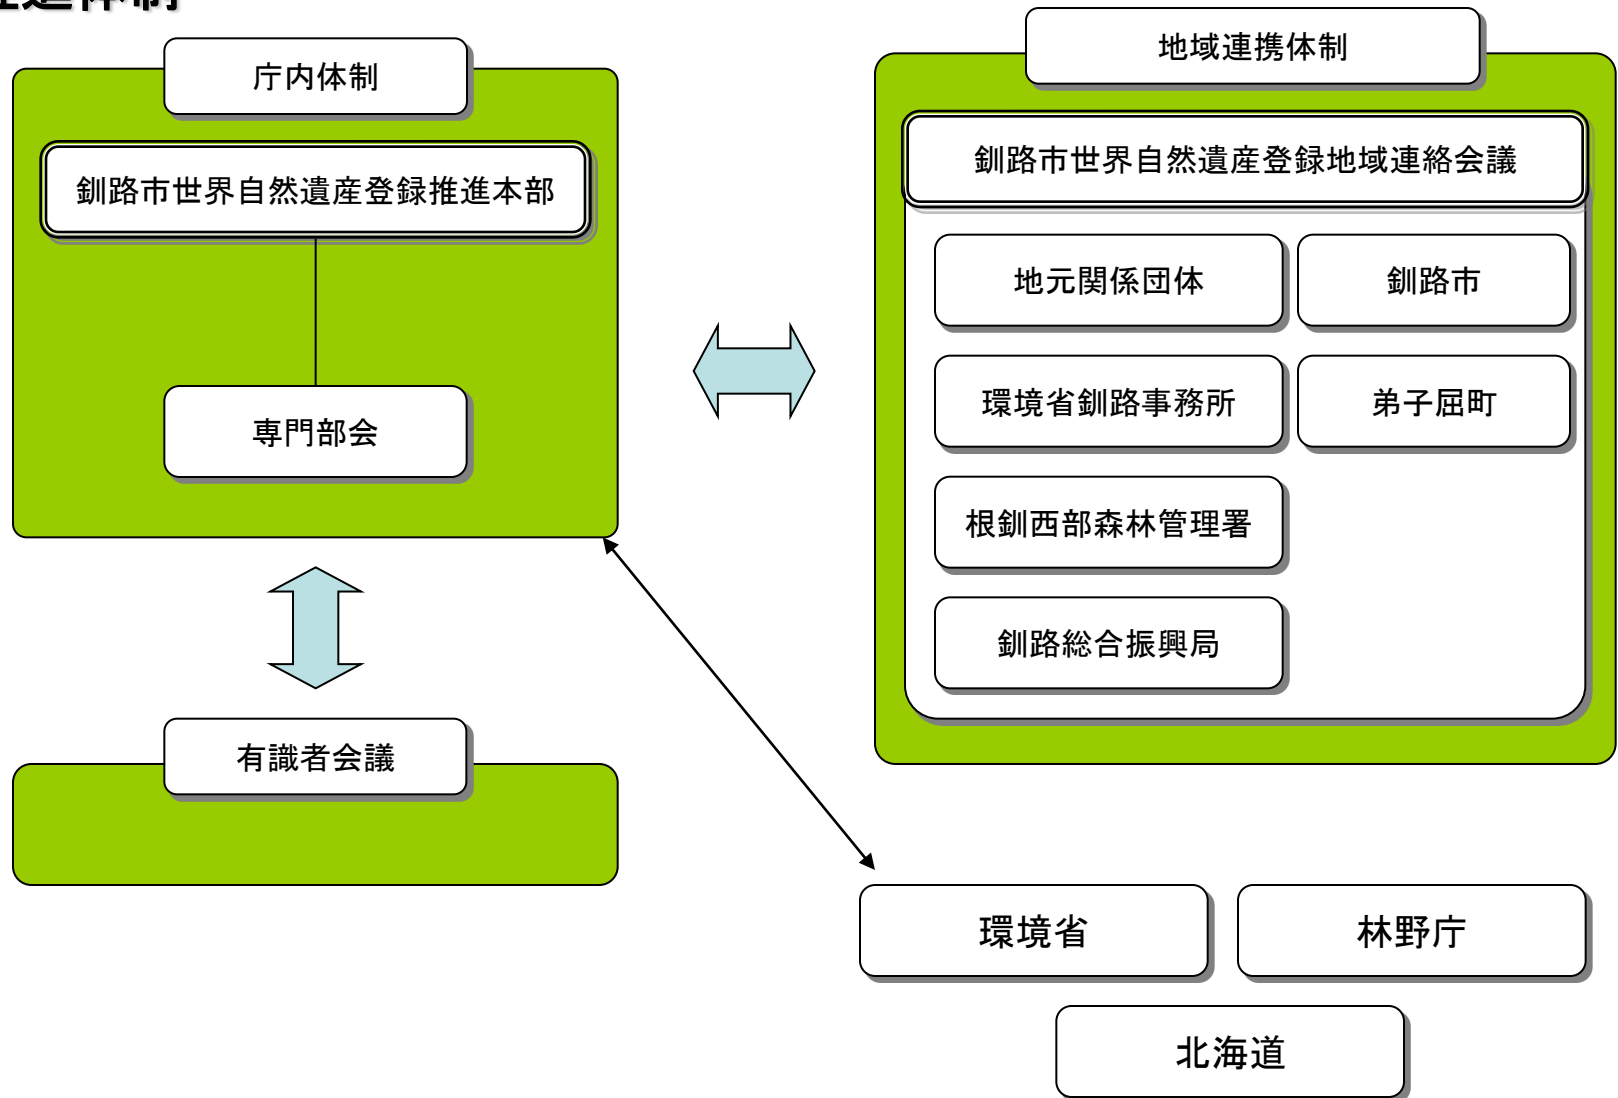 推進体制
庁内体制
釧路市世界自然遺産登録推進本部
専門部会
有識者会議
地域連携体制
釧路市世界自然遺産登録地域連絡会議
地元関係団体
釧路市
環境省釧路事務所
弟子屈町
根釧西部森林管理署
釧路総合振興局
環境省
林野庁
北海道